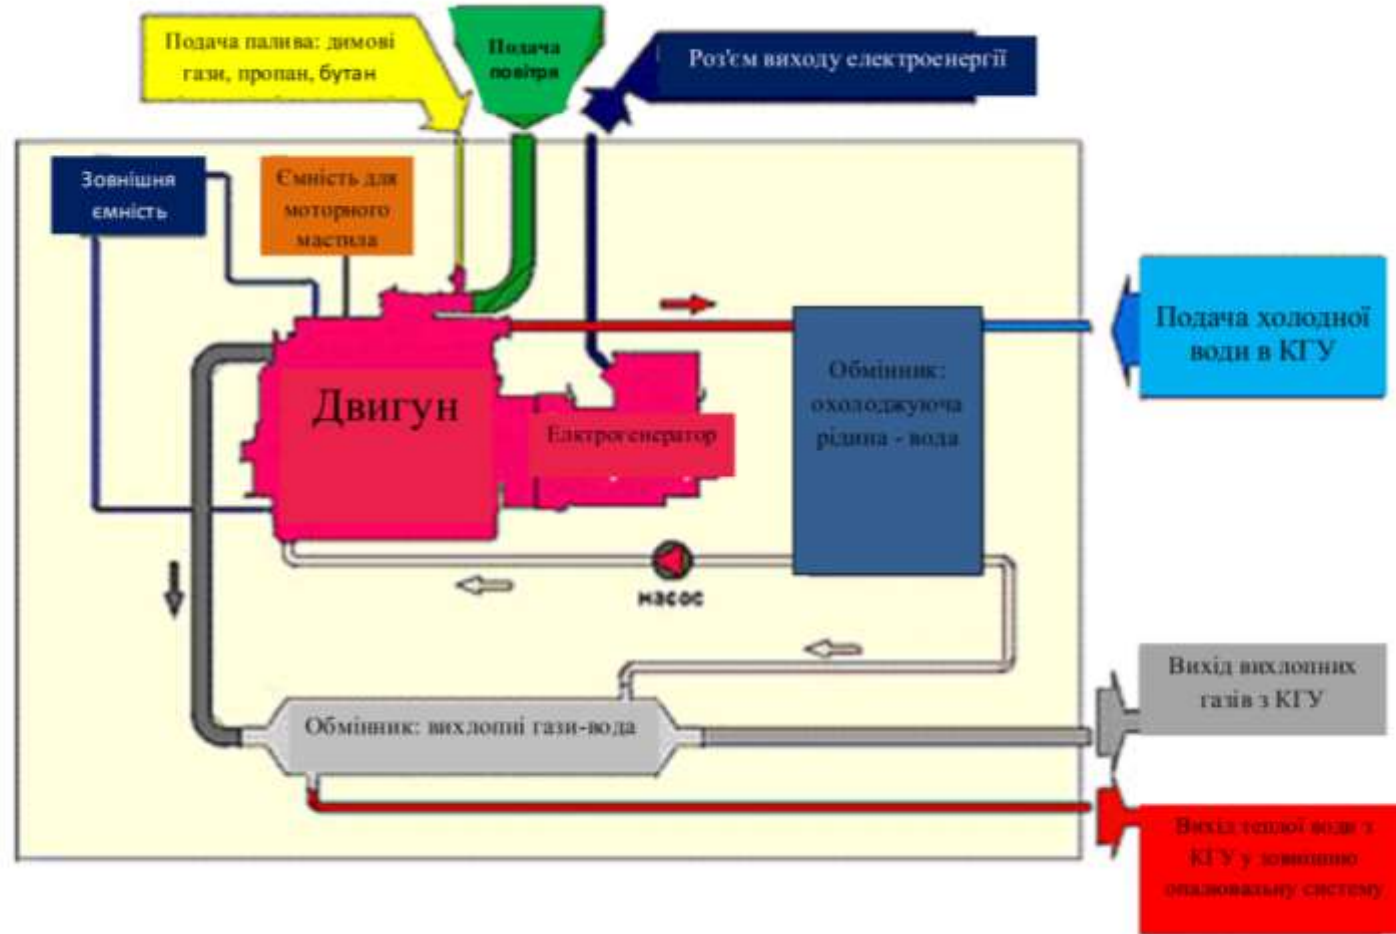 Подача палива: димові
гази, пропан, бутан
Подача
повітря
Роз'єм виходу електроенергії
Зовнішня
ємність
Ємність для
моторного
мастила
Подача холодної
води в КГУ
Двигун
Елктрогенератор
Обмінник:
охолоджуюча
рідина - вода
насос
Вихід вихлопних
газів з КГУ
Обмінник: вихлопні гази-вода
Вихід теплої води з
КГУ у зовнішню
опалювальну систему